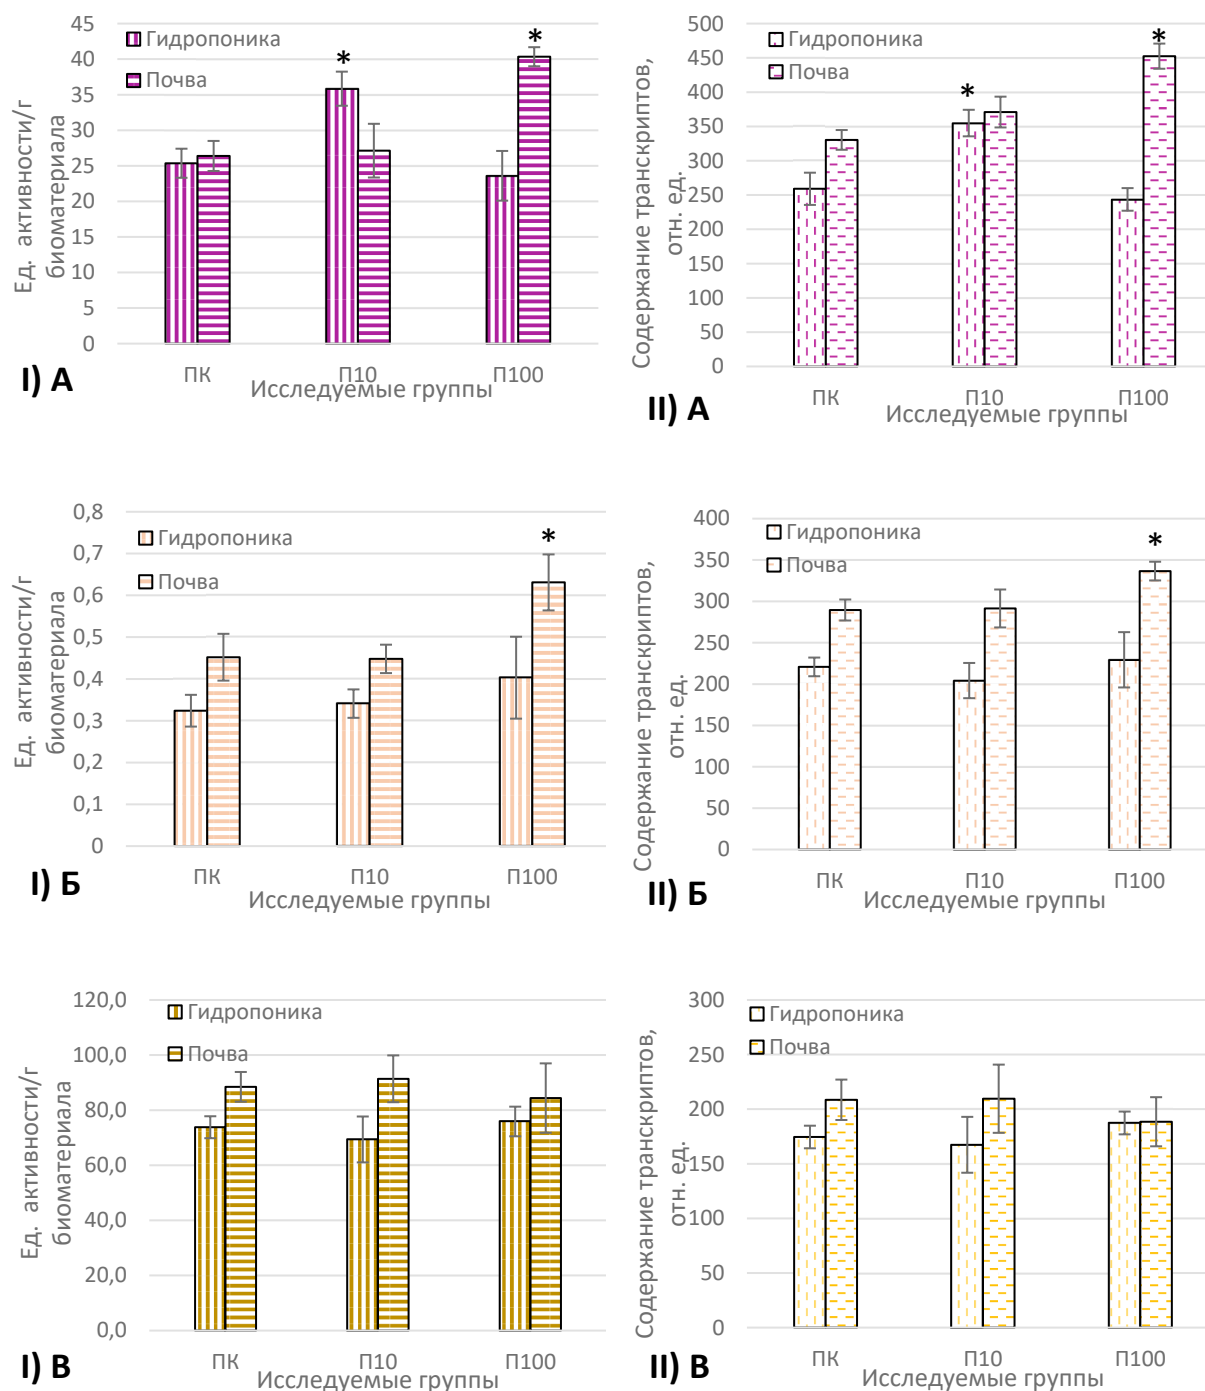 45
40
35
30
25
20
15
10
5
0
Ед. активности/г
биоматериала
Гидропоника
Почва
*
*
ПК
П10
П100
Исследуемые группы
I) А
500
450
400
350
300
250
200
150
100
50
0
Содержание транскриптов,
отн. ед.
Гидропоника
Почва
*
*
ПК
П10
П100
Исследуемые группы
II) А
0,8
0,7
0,6
0,5
0,4
0,3
0,2
0,1
0
Ед. активности/г
биоматериала
Гидропоника
Почва
*
ПК
П10
П100
Исследуемые группы
I) Б
400
350
300
250
200
150
100
50
0
Содержание транскриптов,
отн. ед.
Гидропоника
Почва
*
ПК
П10
П100
Исследуемые группы
II) Б
120,0
100,0
80,0
60,0
40,0
20,0
0,0
Ед. активности/г
биоматериала
Гидропоника
Почва
ПК
П10
П100
Исследуемые группы
I) В
300
250
200
150
100
50
0
Содержание транскриптов,
отн. ед.
Гидропоника
Почва
ПК
П10
П100
Исследуемые группы
II) В